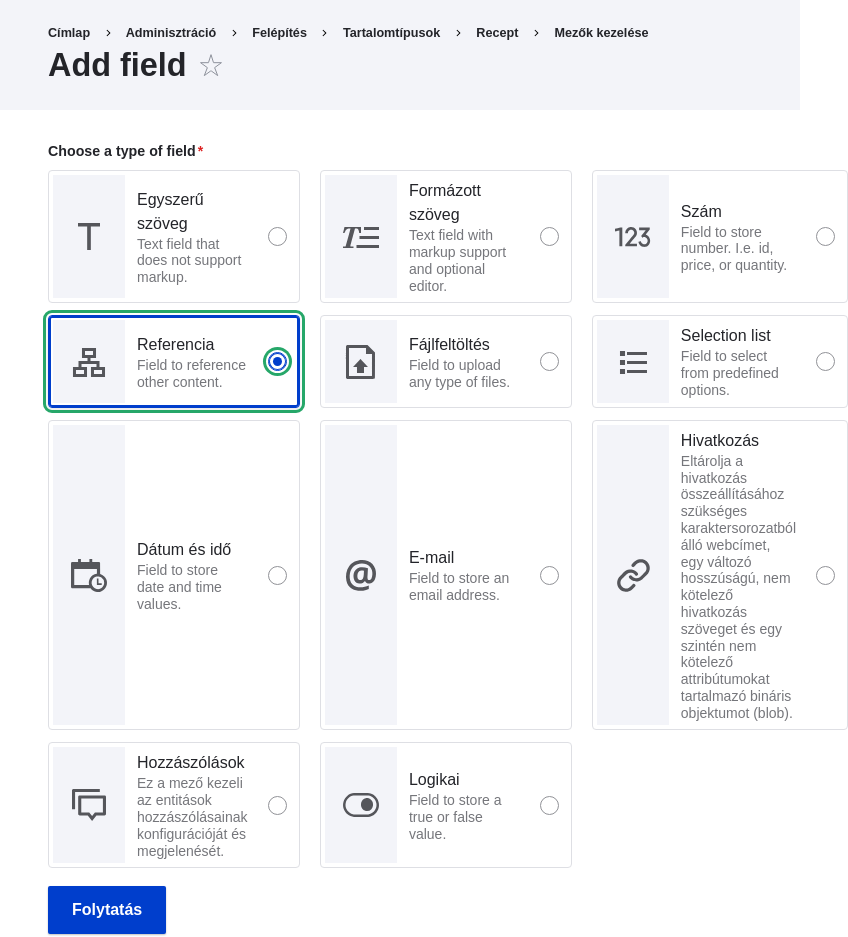 Címlap › Adminisztráció › Felépítés › Tartalomtípusok › Recept › Mezők kezelése
Add field ☆
Choose a type of field*
Egyszerű
szöveg
Text field that
does not support
markup.
Formázott
szöveg
Text field with
markup support
and optional
editor.
123
Szám
Field to store
number. I.e. id,
price, or quantity.
Referencia
Field to reference
other content.
Fájlfeltöltés
Field to upload
any type of files.
Selection list
Field to select
from predefined
options.
Dátum és idő
Field to store
date and time
values.
@
E-mail
Field to store an
email address.
Hivatkozás
Eltárolja a
hivatkozás
összeállításához
szükséges
karaktersorozatból
álló webcímet,
egy változó
hosszúságú, nem
kötelező
hivatkozás
szöveget és egy
szintén nem
kötelező
attribútumokat
tartalmazó bináris
objektumot (blob).
Hozzászólások
Ez a mező kezeli
az entitások
hozzászólásainak
konfigurációját és
megjelenését.
Logikai
Field to store a
true or false
value.
Folytatás